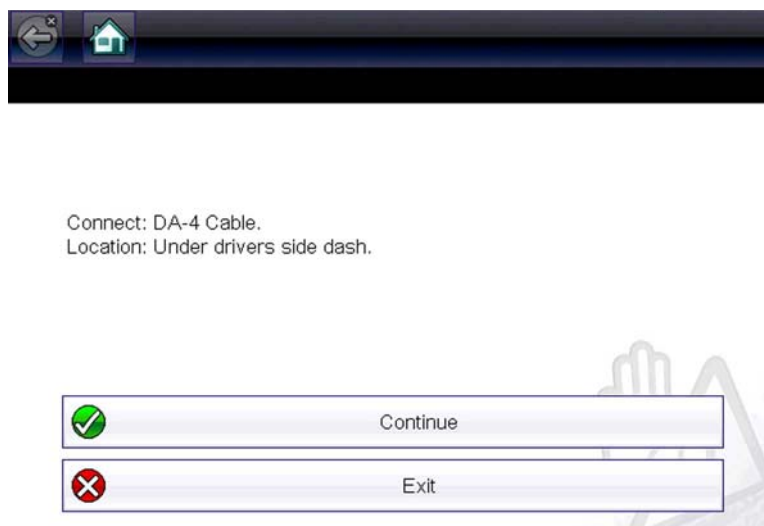 Connect: DA-4 Cable.
Location: Under drivers side dash.
Continue
Exit